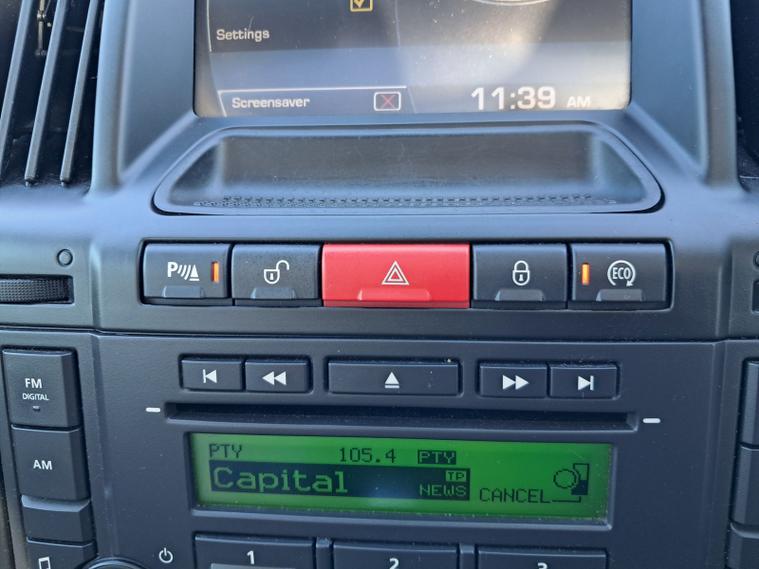 Settings
Screensaver
11:39 AM
P
ECO
FM
DIGITAL
AM
PTY 105.4 PTY
Capital TP
NEWS CANCEL
1 2 3